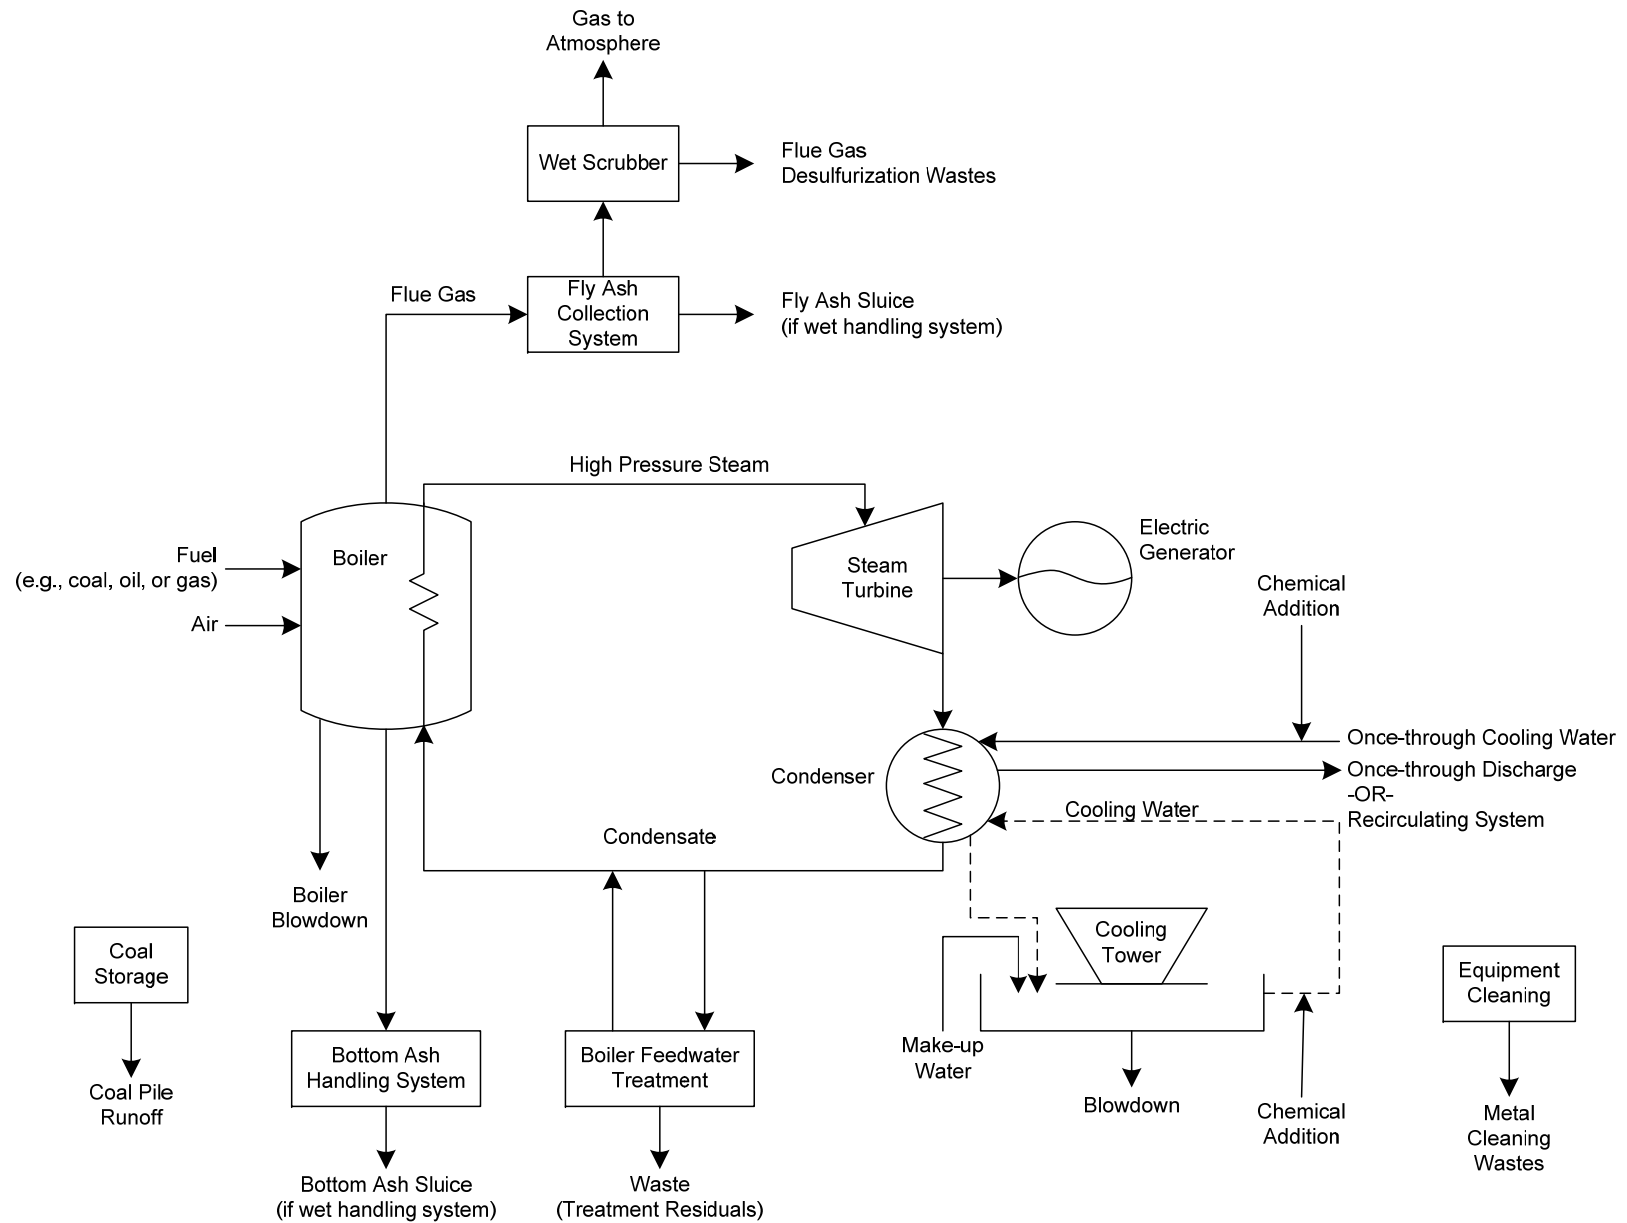 Gas to
Atmosphere
Wet Scrubber
Flue Gas
Desulfurization Wastes
Flue Gas
Fly Ash
Collection
System
Fly Ash Sluice
(if wet handling system)
High Pressure Steam
Boiler
Fuel
(e.g., coal, oil, or gas)
Air
Steam
Turbine
Electric
Generator
Chemical
Addition
Condenser
Once-through Cooling Water
Once-through Discharge
-OR-
Recirculating System
Cooling Water
Condensate
Boiler
Blowdown
Coal
Storage
Coal Pile
Runoff
Bottom Ash
Handling System
Bottom Ash Sluice
(if wet handling system)
Boiler Feedwater
Treatment
Waste
(Treatment Residuals)
Cooling
Tower
Make-up
Water
Blowdown
Chemical
Addition
Equipment
Cleaning
Metal
Cleaning
Wastes